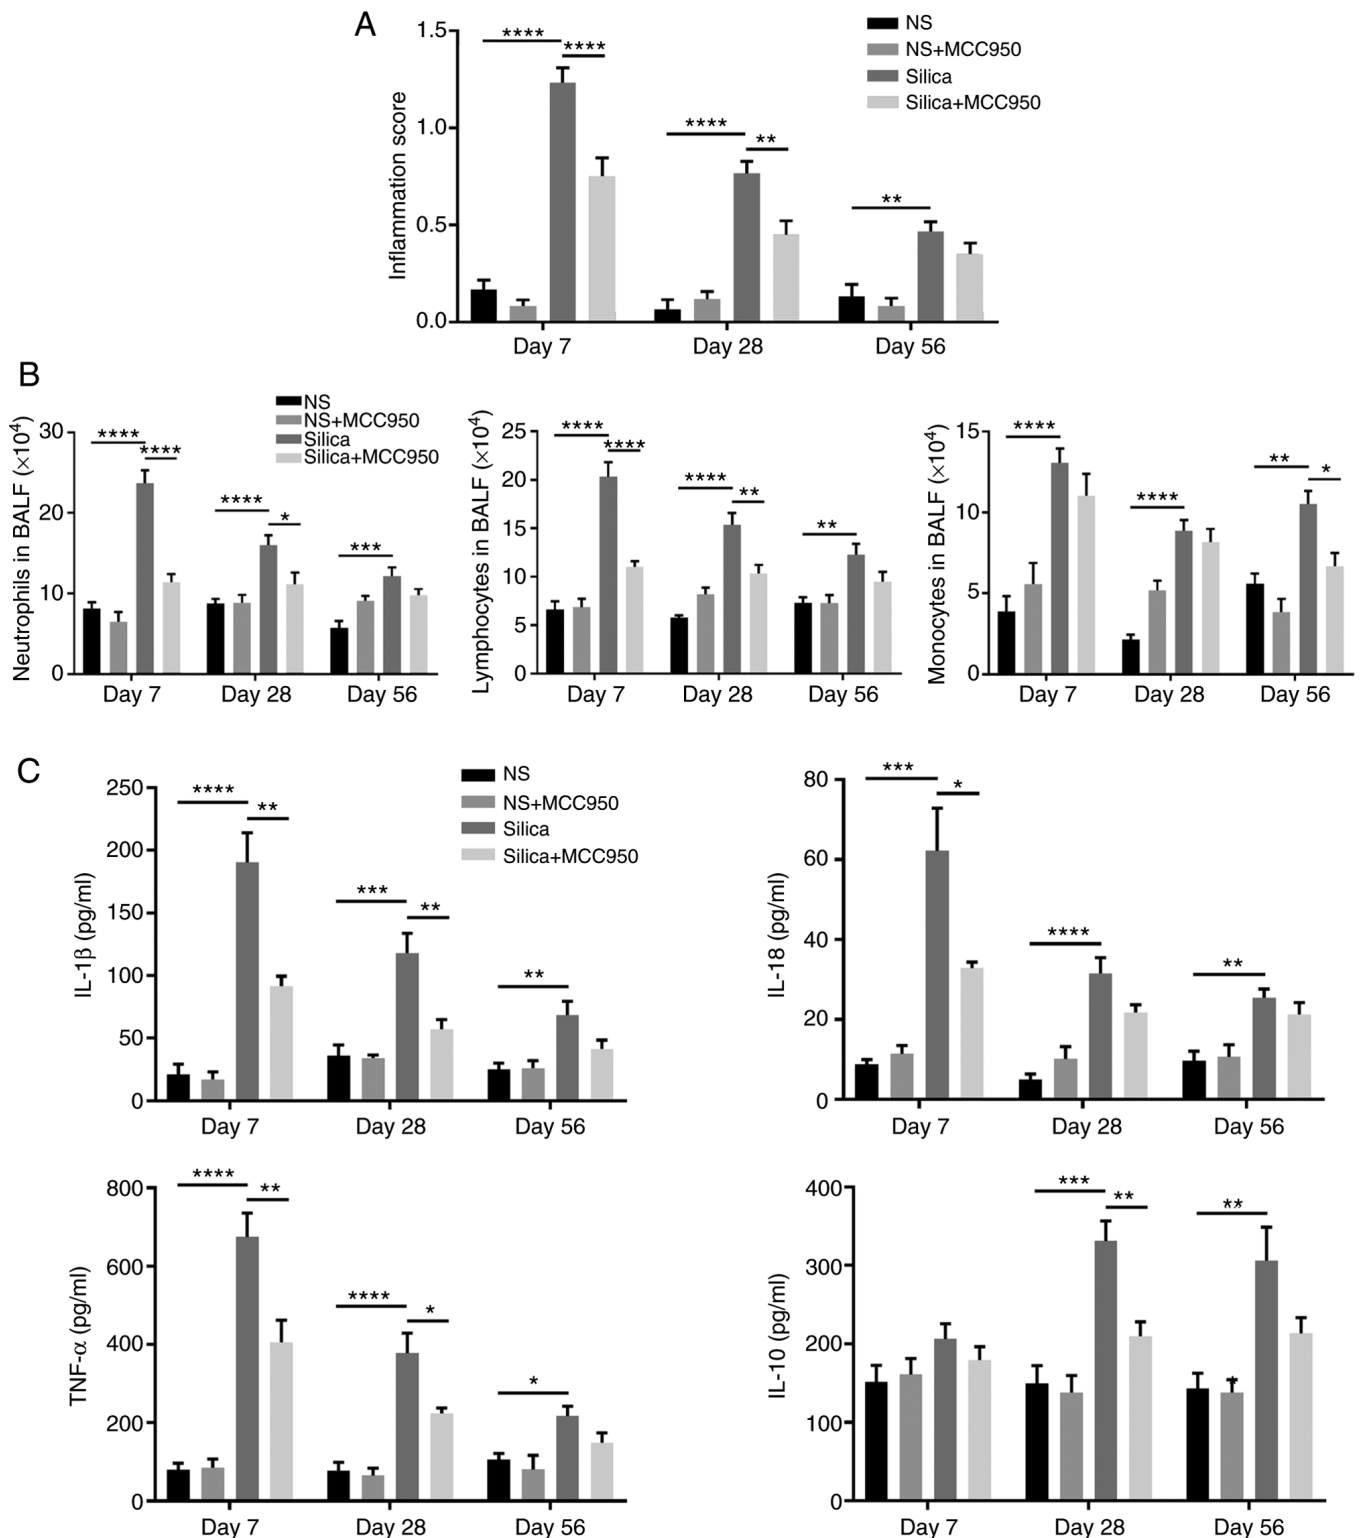 A
Inflammation score
1.5
1.0
0.5
0.0
**** ****
**** **
**
Day 7 Day 28 Day 56
NS
NS+MCC950
Silica
Silica+MCC950
B
NS
NS+MCC950
Silica
Silica+MCC950
Neutrophils in BALF (×10⁴)
30
20
10
0
**** ****
**** *
***
Day 7 Day 28 Day 56
Lymphocytes in BALF (×10⁴)
25
20
15
10
5
0
**** ****
**** **
**
Day 7 Day 28 Day 56
Monocytes in BALF (×10⁴)
15
10
5
0
****
****
** *
Day 7 Day 28 Day 56
C
NS
NS+MCC950
Silica
Silica+MCC950
IL-1β (pg/ml)
250
200
150
100
50
0
**** **
*** **
**
Day 7 Day 28 Day 56
IL-18 (pg/ml)
80
60
40
20
0
*** *
****
**
Day 7 Day 28 Day 56
TNF-α (pg/ml)
800
600
400
200
0
**** **
**** *
*
Day 7 Day 28 Day 56
IL-10 (pg/ml)
400
300
200
100
0
*** **
**
Day 7 Day 28 Day 56